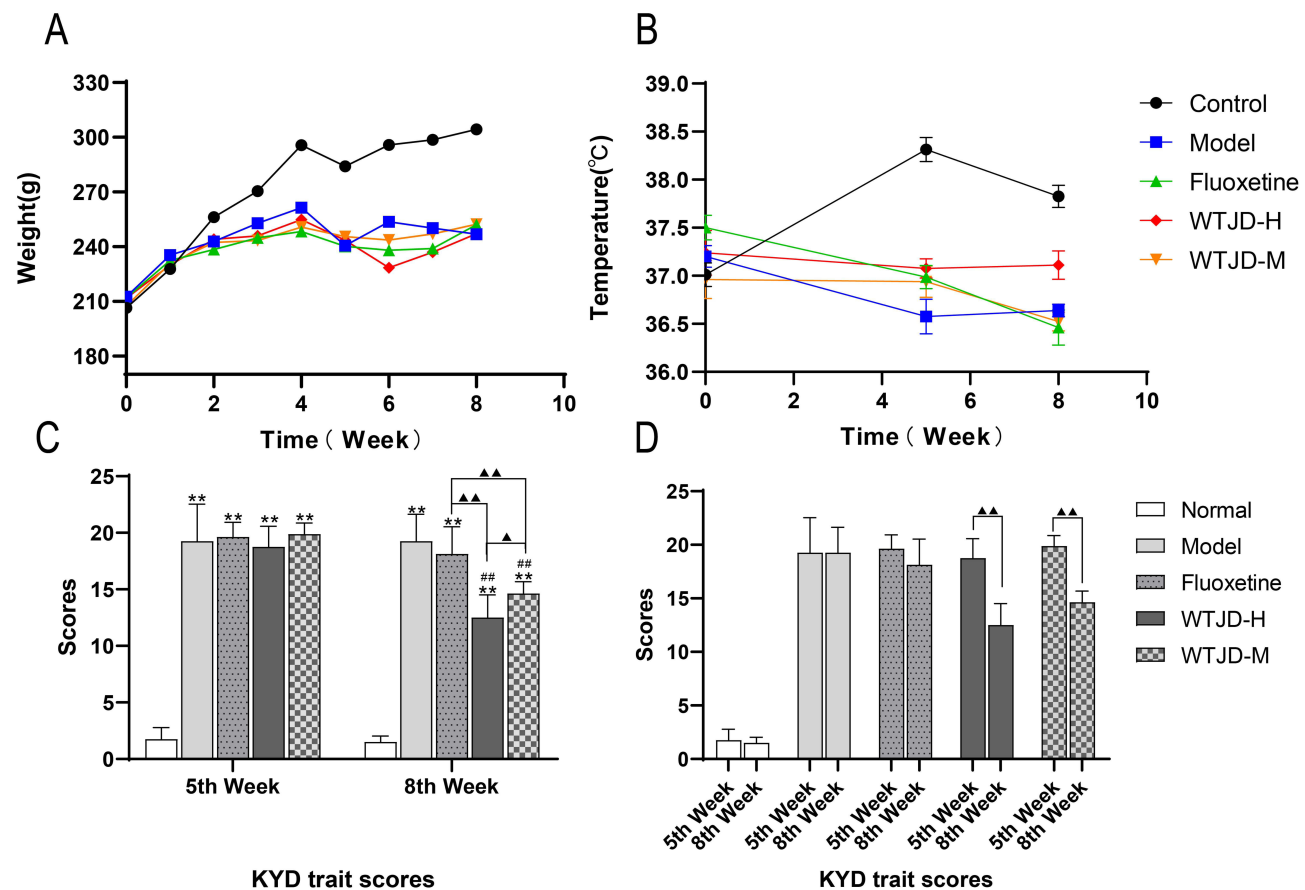 A
330
300
270
240
210
180
Weight(g)
0 2 4 6 8 10
Time（Week）
B
39.0
38.5
38.0
37.5
37.0
36.5
36.0
Temperature(℃)
0 2 4 6 8 10
Time（Week）
Control
Model
Fluoxetine
WTJD-H
WTJD-M
C
25
20
15
10
5
0
Scores
** ** ** **
▲▲
▲▲
▲
** **
## ##
** **
5th Week 8th Week
KYD trait scores
D
25
20
15
10
5
0
Scores
▲▲ ▲▲
5th Week 8th Week 5th Week 8th Week 5th Week 8th Week 5th Week 8th Week 5th Week 8th Week
KYD trait scores
Normal
Model
Fluoxetine
WTJD-H
WTJD-M